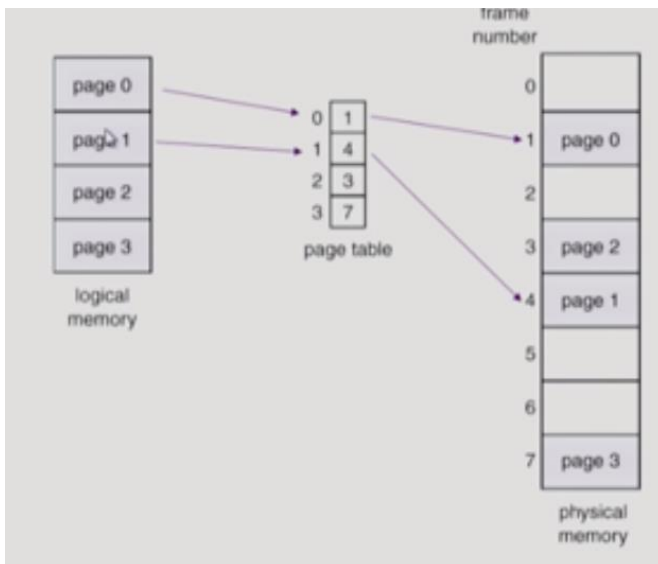 frame
number
page 0
page 1
page 2
page 3
logical
memory
0 1
1 4
2 3
3 7
page table
0
1 page 0
2
3 page 2
4 page 1
5
6
7 page 3
physical
memory